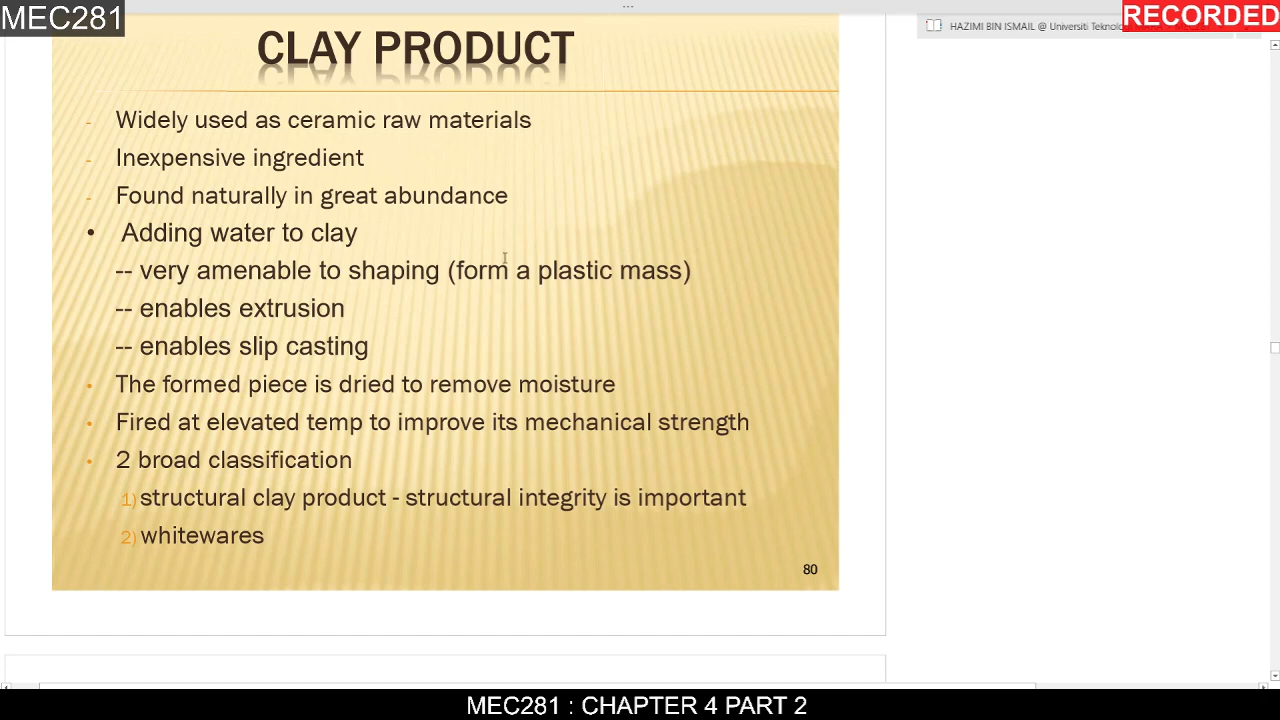 MEC281
RECORDED
HAZIMI BIN ISMAIL @ Universiti
CLAY PRODUCT
- Widely used as ceramic raw materials
- Inexpensive ingredient
- Found naturally in great abundance
• Adding water to clay
-- very amenable to shaping (form a plastic mass)
-- enables extrusion
-- enables slip casting
• The formed piece is dried to remove moisture
• Fired at elevated temp to improve its mechanical strength
• 2 broad classification
1) structural clay product - structural integrity is important
2) whitewares
80
MEC281 : CHAPTER 4 PART 2